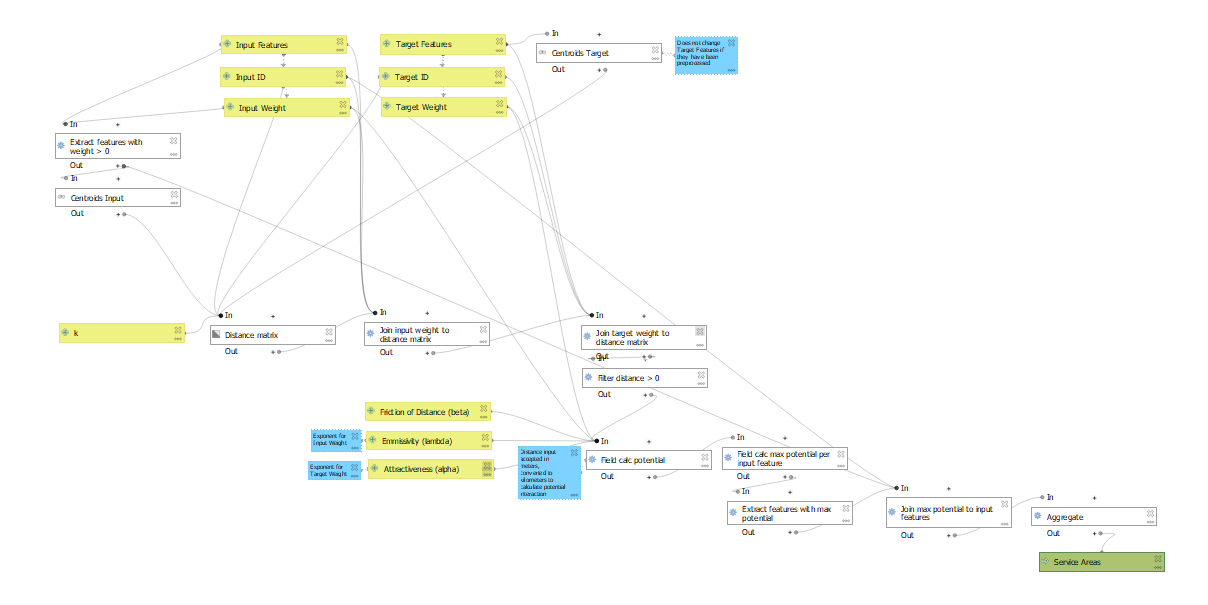 Input Features
Target Features
In
Centroids Target
Out
Does not change
Target Features if
they have been
preprocessed
Input ID
Target ID
Input Weight
Target Weight
In
Extract features with
weight > 0
Out
In
Centroids Input
Out
k
In
Distance matrix
Out
In
Join input weight to
distance matrix
Out
In
Join target weight to
distance matrix
Out
In
Filter distance > 0
Out
Friction of Distance (beta)
Exponent for
Input Weight
Emmissivity (lambda)
Exponent for
Target Weight
Attractiveness (alpha)
Distance input
accepted in
meters,
converted to
kilometers to
calculate potential
interaction
In
Field calc potential
Out
In
Field calc max potential per
input feature
Out
In
Extract features with max
potential
Out
In
Join max potential to input
features
Out
In
Aggregate
Out
Service Areas